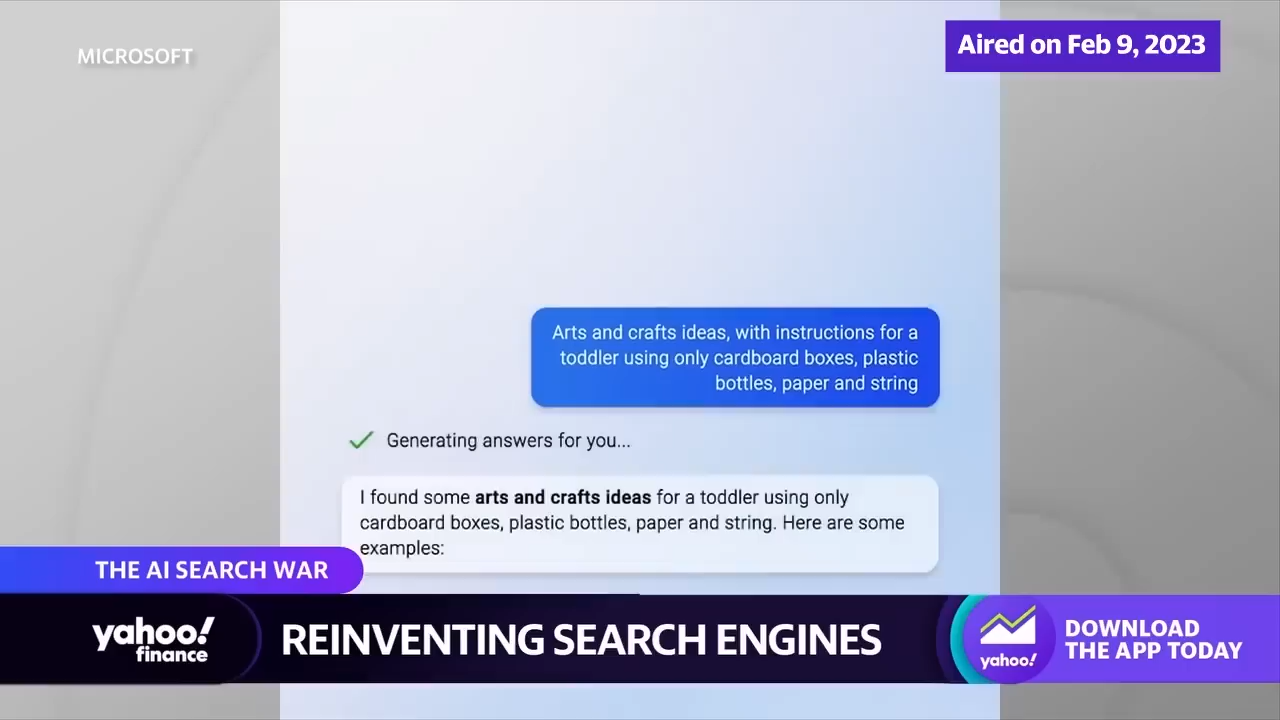 MICROSOFT
Aired on Feb 9, 2023
Arts and crafts ideas, with instructions for a
toddler using only cardboard boxes, plastic
bottles, paper and string
Generating answers for you...
I found some arts and crafts ideas for a toddler using only
cardboard boxes, plastic bottles, paper and string. Here are some
examples:
THE AI SEARCH WAR
yahoo!
finance
REINVENTING SEARCH ENGINES
yahoo!
DOWNLOAD
THE APP TODAY